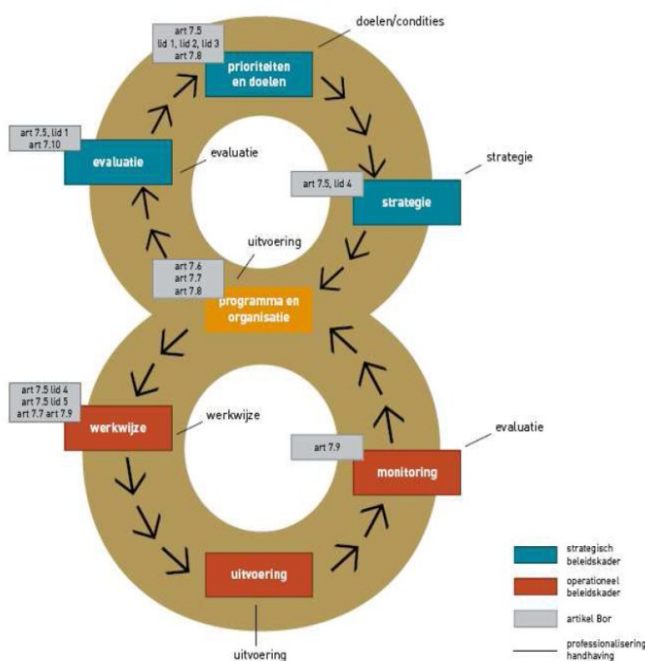 doelen/condities
art 7.5
lid 1, lid 2, lid 3
art 7.8
prioriteiten
en doelen
art 7.5, lid 1
art 7.10
evaluatie
evaluatie
strategie
art 7.5, lid 4
strategie
uitvoering
art 7.6
art 7.7
art 7.8
programma en
organisatie
art 7.5 lid 4
art 7.5 lid 5
art 7.7 art 7.9
werkwijze
werkwijze
evaluatie
art 7.9
monitoring
uitvoering
uitvoering
strategisch
beleidskader
operationeel
beleidskader
artikel Bor
professionalisering
handhaving